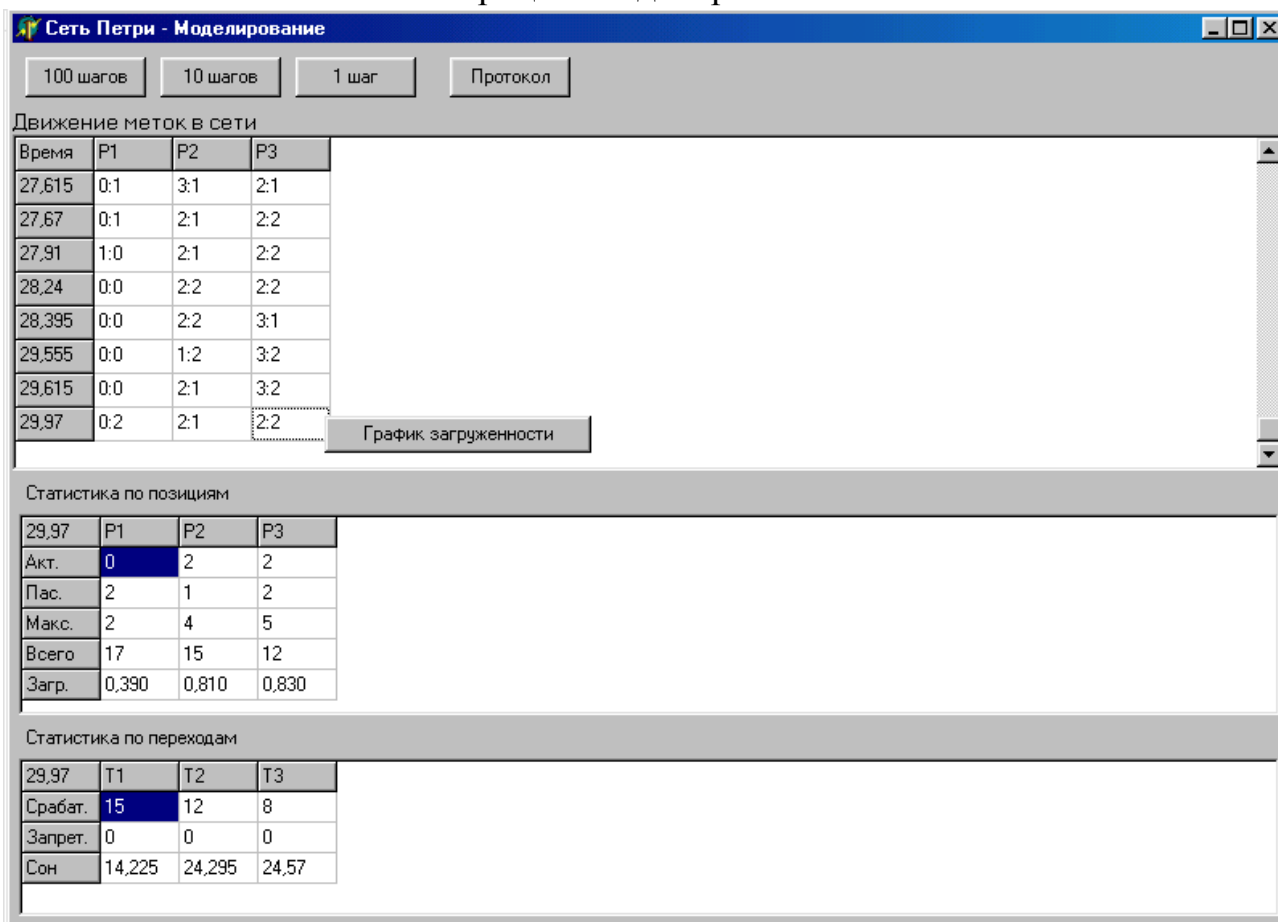 Сеть Петри - Моделирование
100 шагов 10 шагов 1 шаг Протокол
Движение меток в сети
Время P1 P2 P3
27,615 0:1 3:1 2:1
27,67 0:1 2:1 2:2
27,91 1:0 2:1 2:2
28,24 0:0 2:2 2:2
28,395 0:0 2:2 3:1
29,555 0:0 1:2 3:2
29,615 0:0 2:1 3:2
29,97 0:2 2:1 2:2
График загруженности
Статистика по позициям
29,97 P1 P2 P3
Акт. 0 2 2
Пас. 2 1 2
Макс. 2 4 5
Всего 17 15 12
Загр. 0,390 0,810 0,830
Статистика по переходам
29,97 T1 T2 T3
Срабат. 15 12 8
Запрет. 0 0 0
Сон 14,225 24,295 24,57